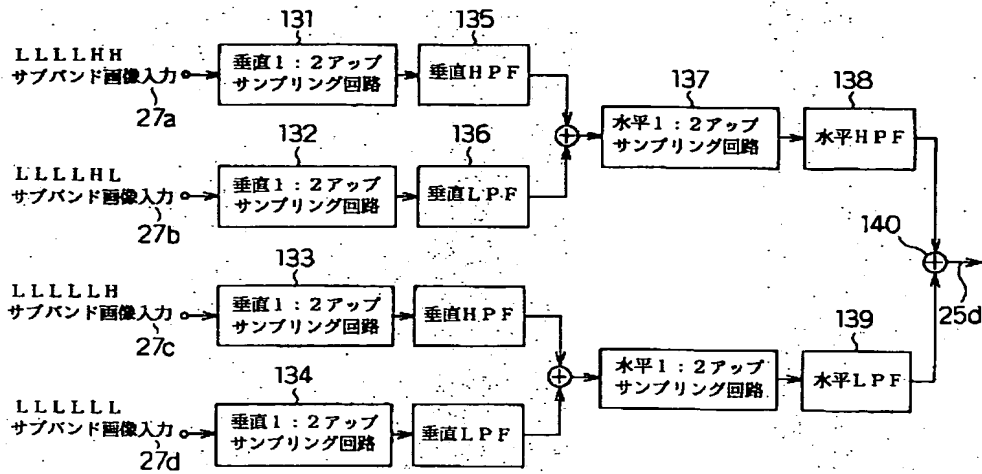 131
135
LLLLHH
サブバンド画像入力
27a
垂直1:2アップ
サンプリング回路
垂直HPF
137
138
水平1:2アップ
サンプリング回路
水平HPF
132
136
LLLLHL
サブバンド画像入力
27b
垂直1:2アップ
サンプリング回路
垂直LPF
140
25d
133
LLLLLH
サブバンド画像入力
27c
垂直1:2アップ
サンプリング回路
垂直HPF
139
水平1:2アップ
サンプリング回路
水平LPF
134
LLLLLL
サブバンド画像入力
27d
垂直1:2アップ
サンプリング回路
垂直LPF